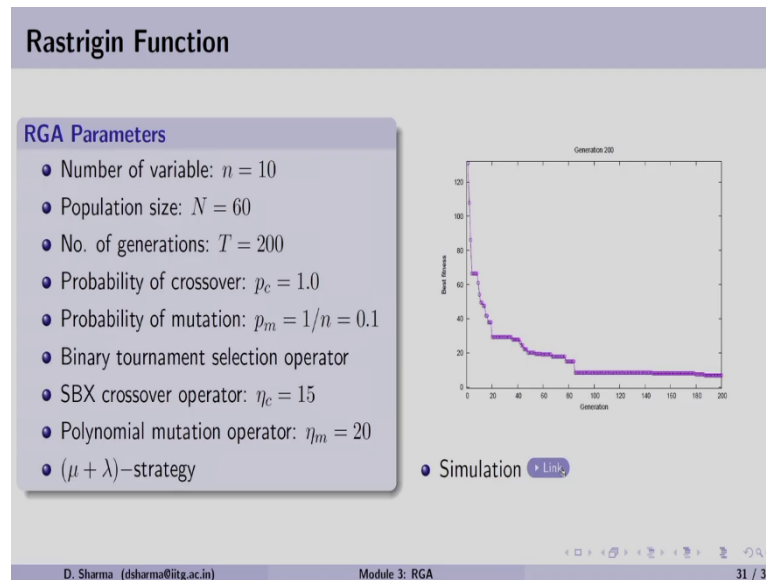 Rastrigin Function
RGA Parameters
Number of variable: n = 10
Population size: N = 60
No. of generations: T = 200
Probability of crossover: p_c = 1.0
Probability of mutation: p_m = 1/n = 0.1
Binary tournament selection operator
SBX crossover operator: η_c = 15
Polynomial mutation operator: η_m = 20
(μ + λ)−strategy
Generation 200
120
100
80
60
40
20
0
Best fitness
0 20 40 60 80 100 120 140 160 180 200
Generation
Simulation Link
D. Sharma (dsharma@iitg.ac.in) Module 3: RGA 31 / 3